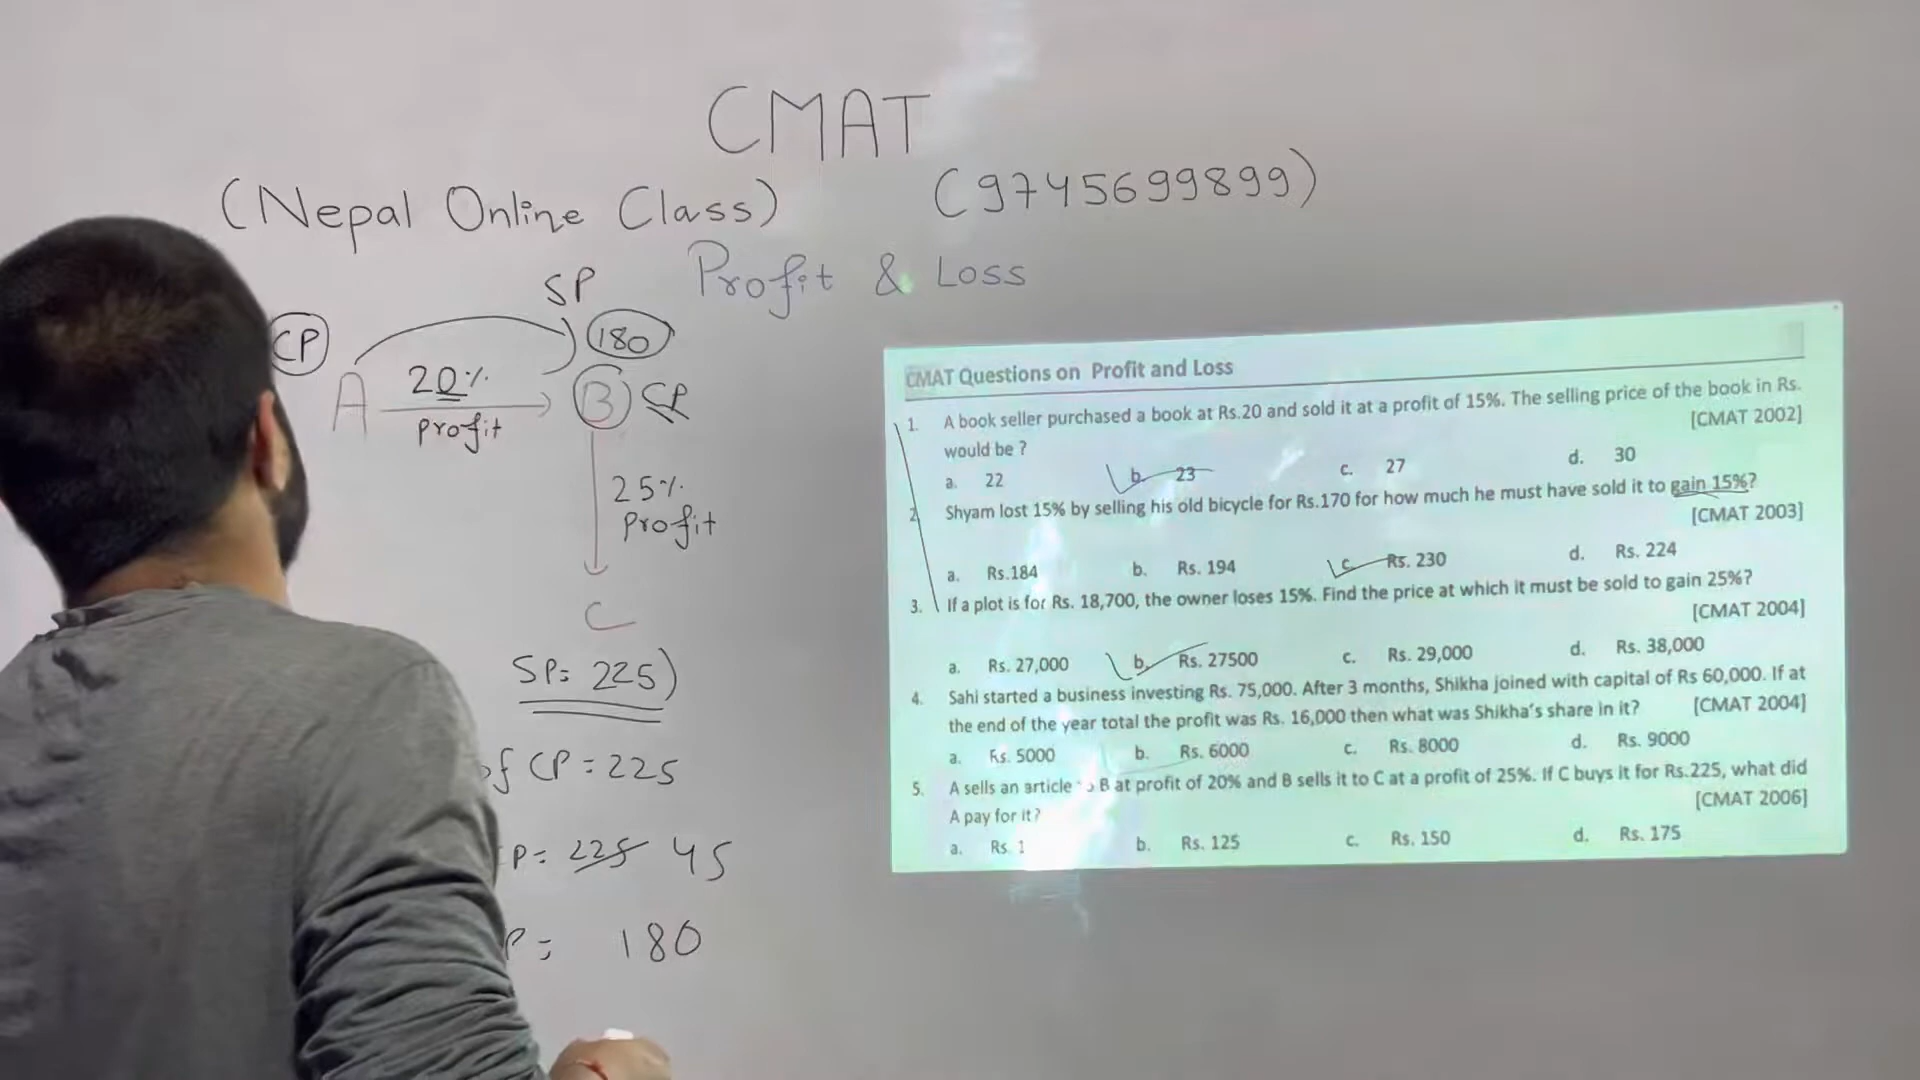 CMAT
(Nepal Online Class) (9745699899)
Profit & Loss
SP
CP
180
A 20% B CP
profit
25%
Profit
C
SP= 225)
of CP = 225
P= 225 45
P= 180
CMAT Questions on Profit and Loss
1. A book seller purchased a book at Rs.20 and sold it at a profit of 15%. The selling price of the book in Rs.
would be ? [CMAT 2002]
a. 22 b. 23 c. 27 d. 30
2. Shyam lost 15% by selling his old bicycle for Rs.170 for how much he must have sold it to gain 15%?
[CMAT 2003]
a. Rs.184 b. Rs. 194 c. Rs. 230 d. Rs. 224
3. If a plot is for Rs. 18,700, the owner loses 15%. Find the price at which it must be sold to gain 25%?
[CMAT 2004]
a. Rs. 27,000 b. Rs. 27500 c. Rs. 29,000 d. Rs. 38,000
4. Sahi started a business investing Rs. 75,000. After 3 months, Shikha joined with capital of Rs 60,000. If at
the end of the year total the profit was Rs. 16,000 then what was Shikha's share in it? [CMAT 2004]
a. Rs. 5000 b. Rs. 6000 c. Rs. 8000 d. Rs. 9000
5. A sells an article B at profit of 20% and B sells it to C at a profit of 25%. If C buys it for Rs.225, what did
A pay for it? [CMAT 2006]
a. Rs. b. Rs. 125 c. Rs. 150 d. Rs. 175